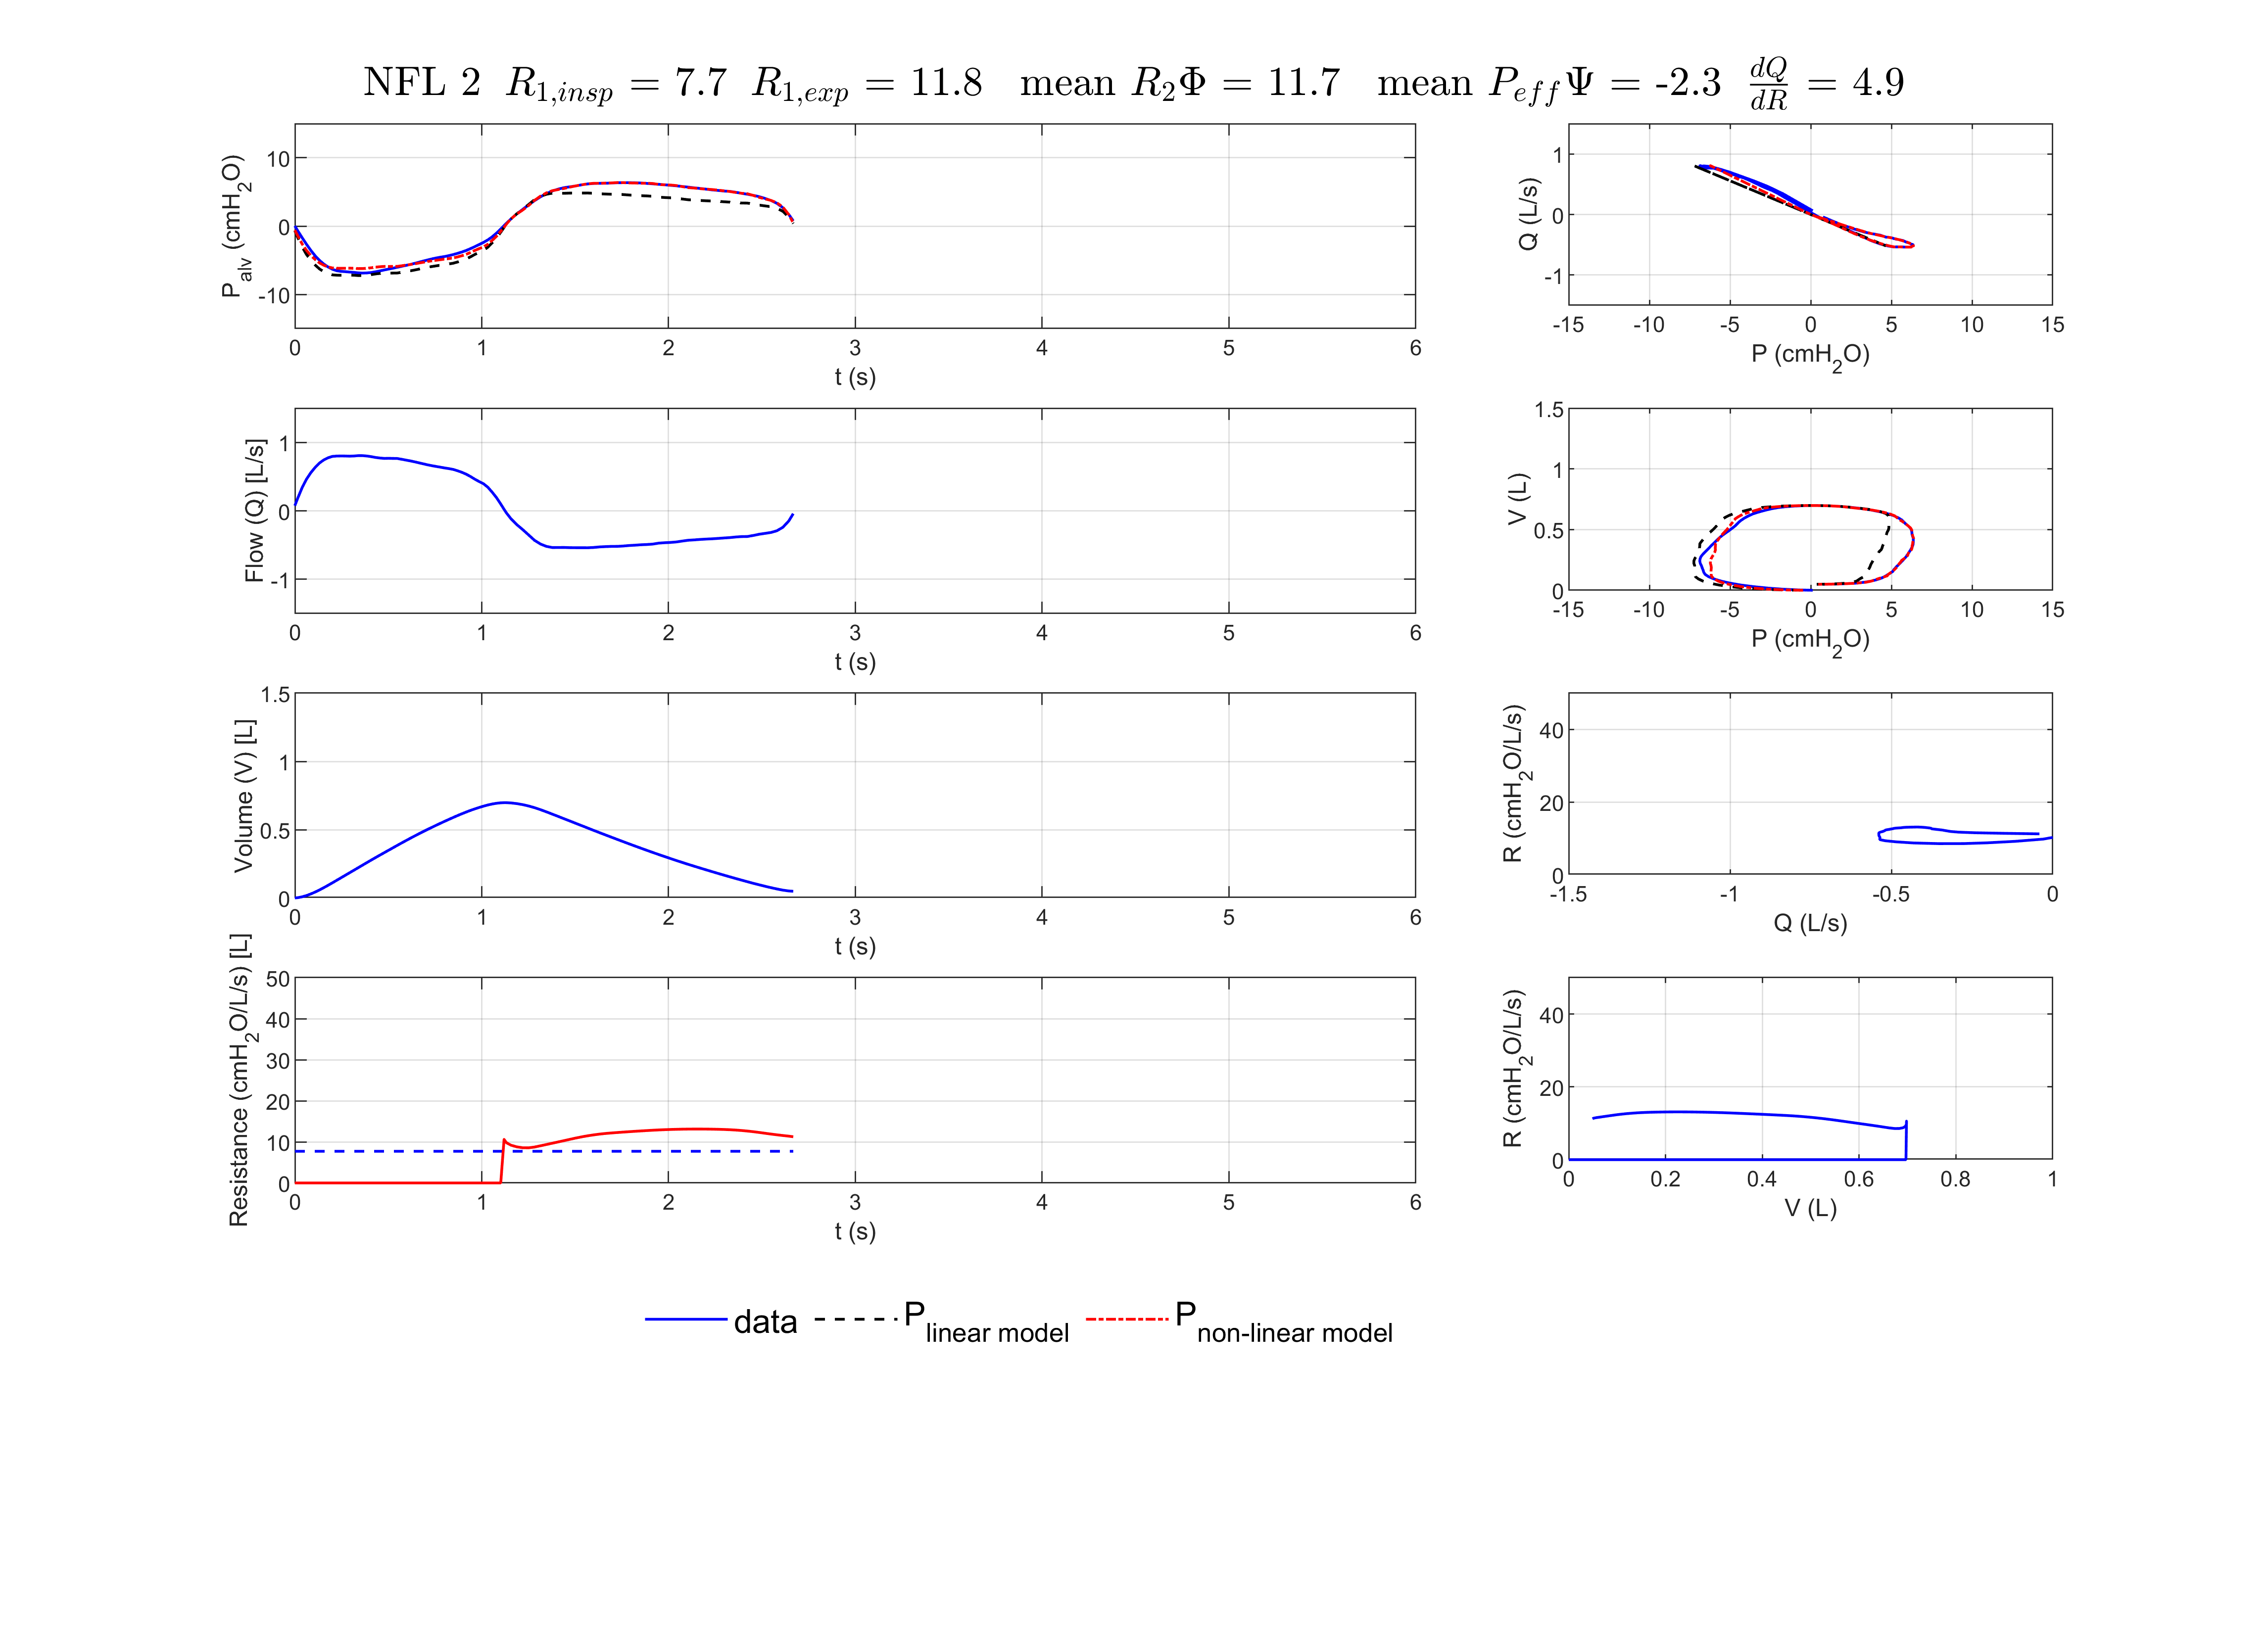 NFL 2 R1,insp = 7.7 R1,exp = 11.8 mean R2Φ = 11.7 mean PeffΨ = -2.3 dQ/dR = 4.9
Palv (cmH2O)
10
0
-10
0 1 2 3 4 5 6
t (s)
Q (L/s)
1
0
-1
-15 -10 -5 0 5 10 15
P (cmH2O)
Flow (Q) [L/s]
1
0
-1
0 1 2 3 4 5 6
t (s)
V (L)
1.5
1
0.5
0
-15 -10 -5 0 5 10 15
P (cmH2O)
Volume (V) [L]
1.5
1
0.5
0
0 1 2 3 4 5 6
t (s)
R (cmH2O/L/s)
40
20
0
-1.5 -1 -0.5 0
Q (L/s)
Resistance (cmH2O/L/s) [L]
50
40
30
20
10
0
0 1 2 3 4 5 6
t (s)
R (cmH2O/L/s)
40
20
0
0 0.2 0.4 0.6 0.8 1
V (L)
data Plinear model Pnon-linear model